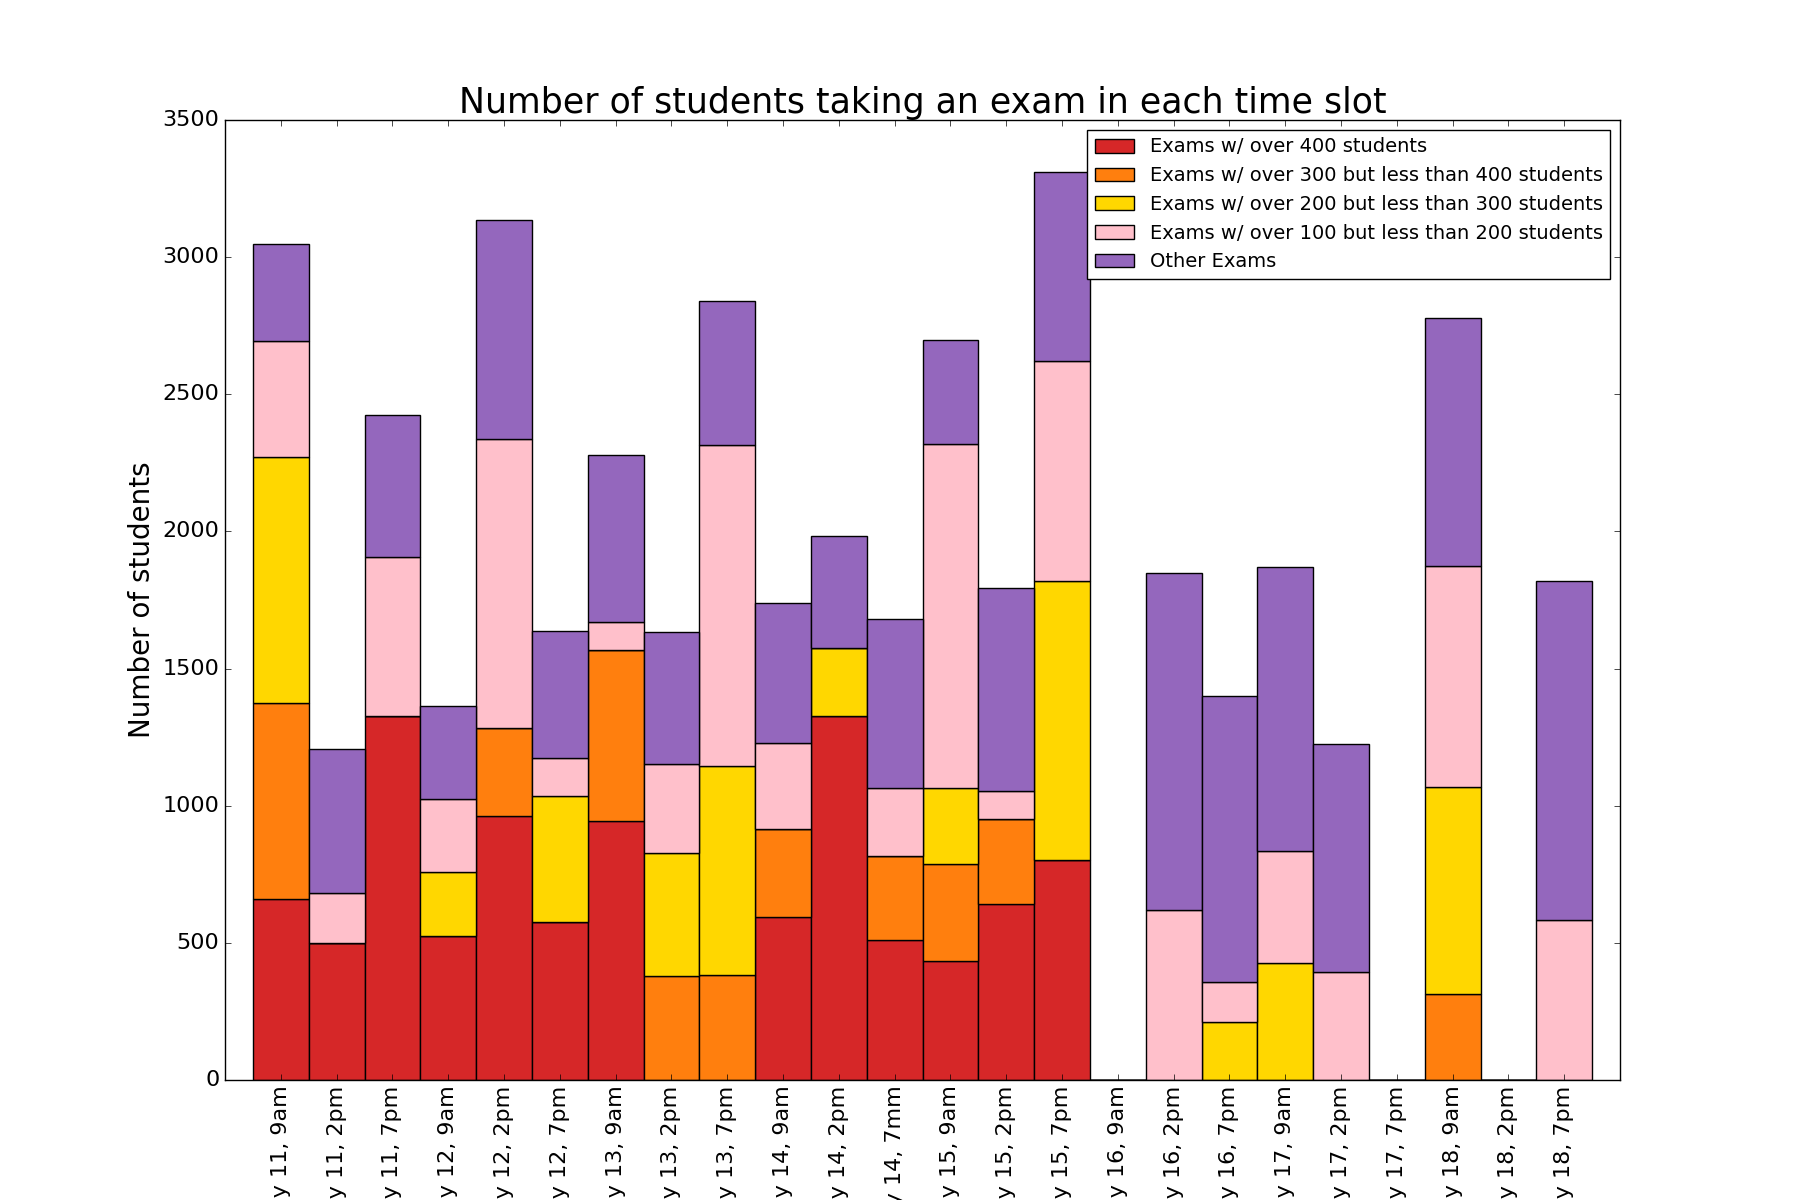 Number of students taking an exam in each time slot
Exams w/ over 400 students
Exams w/ over 300 but less than 400 students
Exams w/ over 200 but less than 300 students
Exams w/ over 100 but less than 200 students
Other Exams
Number of students
3500
3000
2500
2000
1500
1000
500
0
y 11, 9am
y 11, 2pm
y 11, 7pm
y 12, 9am
y 12, 2pm
y 12, 7pm
y 13, 9am
y 13, 2pm
y 13, 7pm
y 14, 9am
y 14, 2pm
y 14, 7mm
y 15, 9am
y 15, 2pm
y 15, 7pm
y 16, 9am
y 16, 2pm
y 16, 7pm
y 17, 9am
y 17, 2pm
y 17, 7pm
y 18, 9am
y 18, 2pm
y 18, 7pm